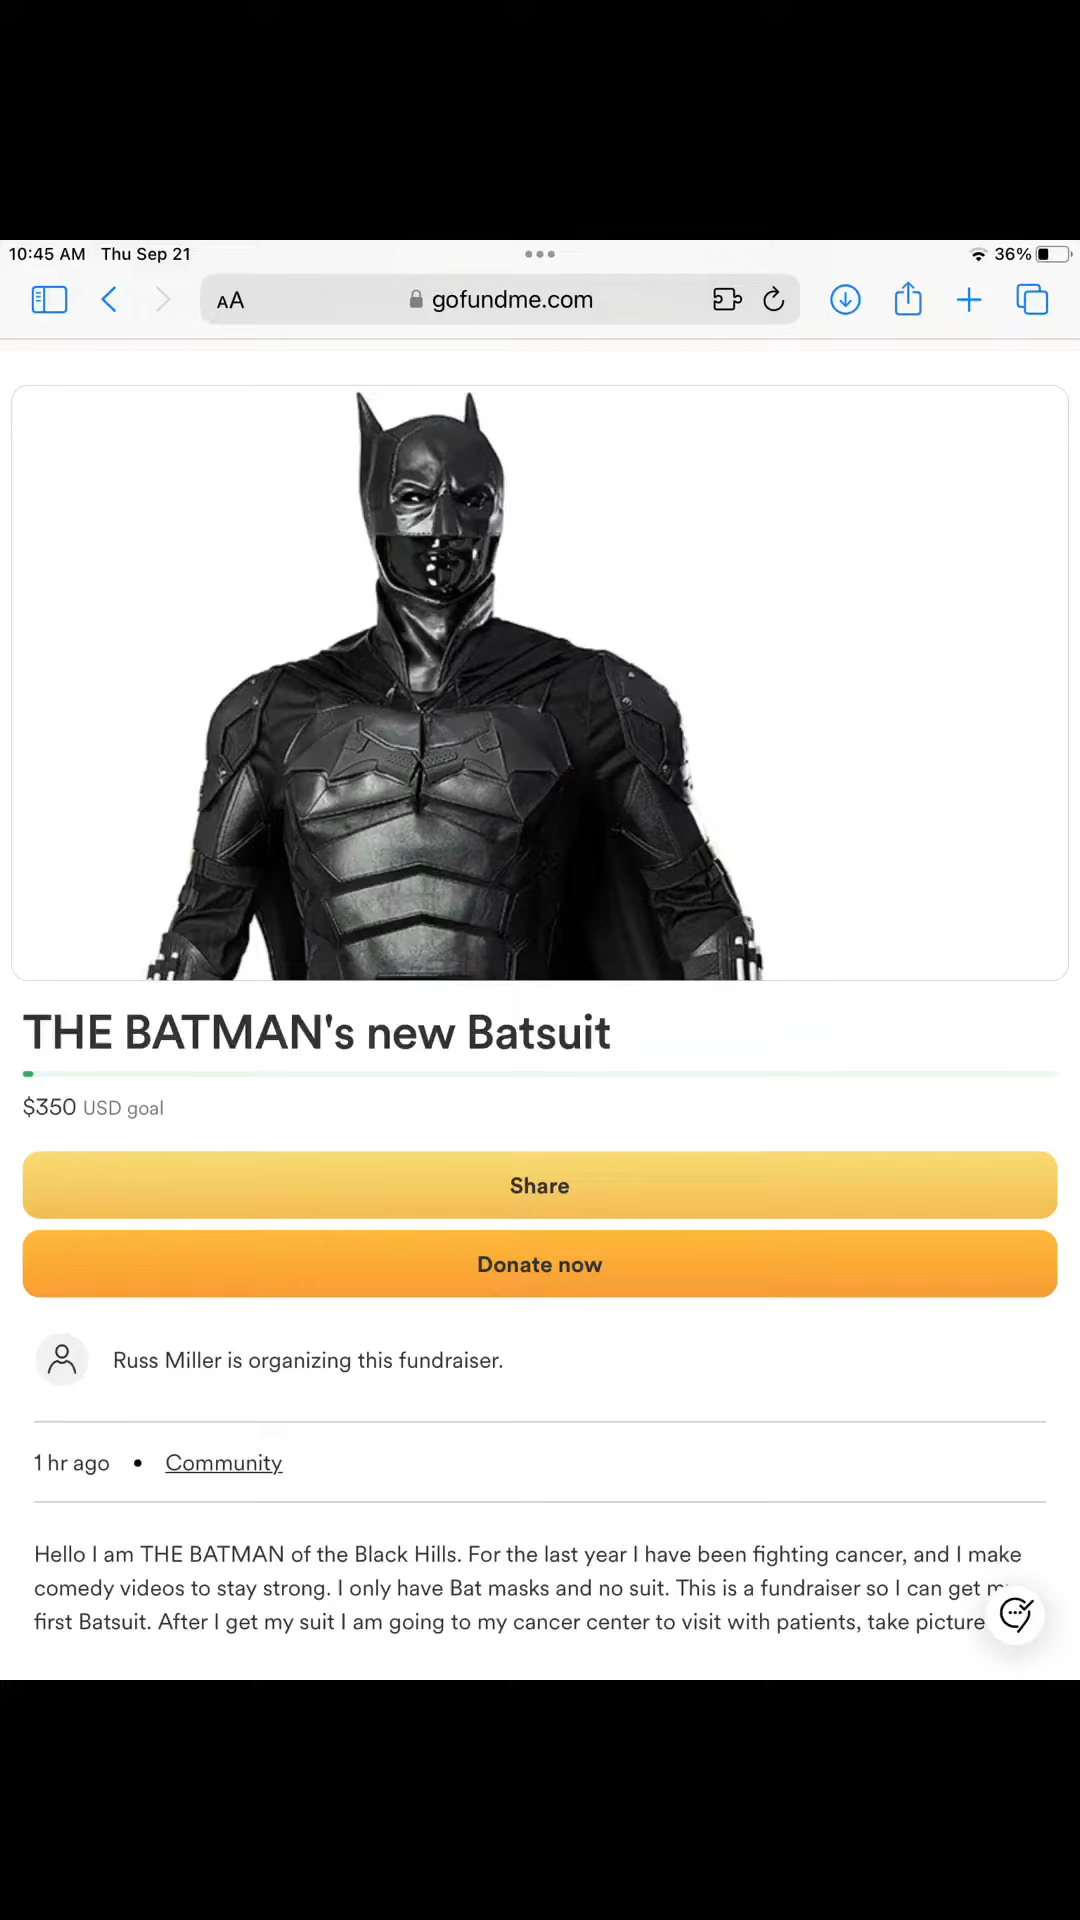 10:45 AM Thu Sep 21
36%
AA
gofundme.com
THE BATMAN's new Batsuit
$350 USD goal
Share
Donate now
Russ Miller is organizing this fundraiser.
1 hr ago • Community
Hello I am THE BATMAN of the Black Hills. For the last year I have been fighting cancer, and I make
comedy videos to stay strong. I only have Bat masks and no suit. This is a fundraiser so I can get
first Batsuit. After I get my suit I am going to my cancer center to visit with patients, take picture